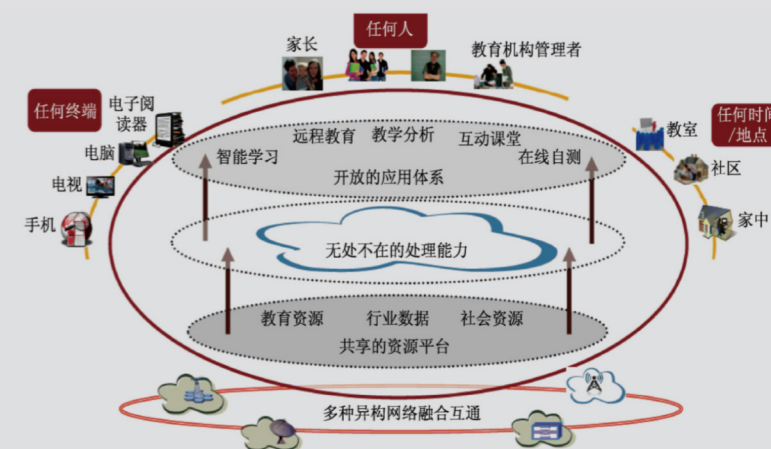 任何人
家长
教育机构管理者
任何终端
电子阅
读器
电脑
电视
手机
任何时间
/地点
教室
社区
家中
远程教育
教学分析
互动课堂
智能学习
在线自测
开放的应用体系
无处不在的处理能力
教育资源
行业数据
社会资源
共享的资源平台
多种异构网络融合互通